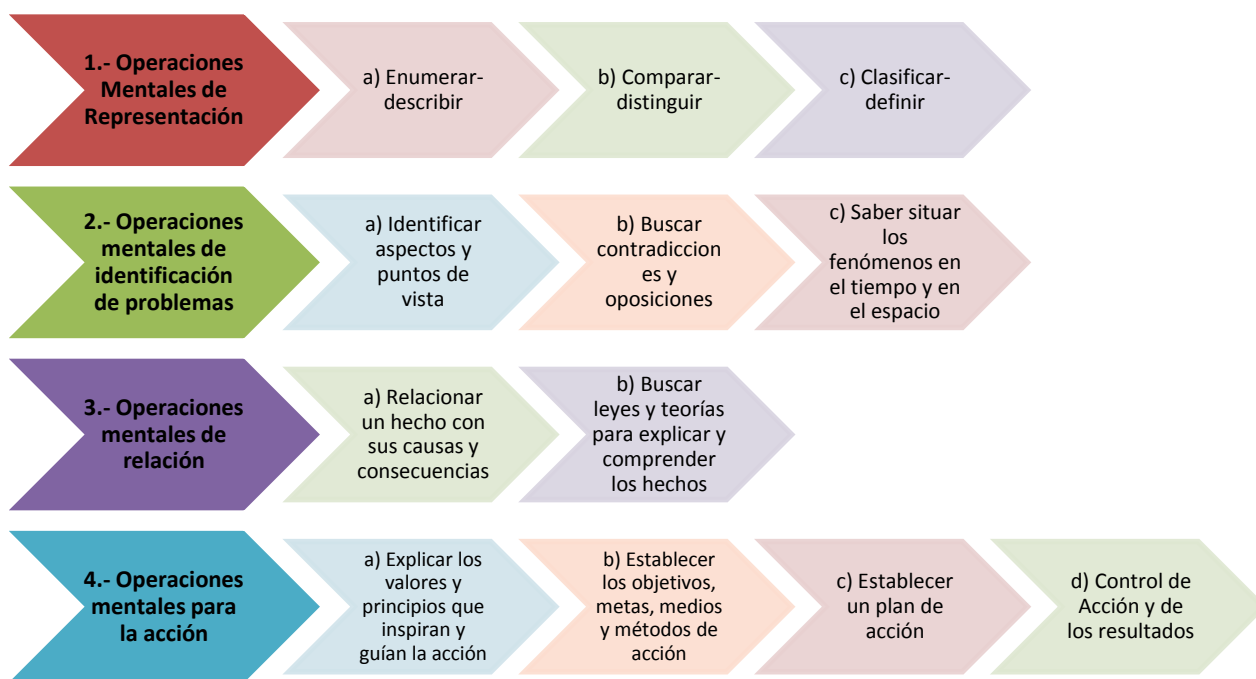 1.- Operaciones
Mentales de
Representación
a) Enumerar-
describir
b) Comparar-
distinguir
c) Clasificar-
definir
2.- Operaciones
mentales de
identificación
de problemas
a) Identificar
aspectos y
puntos de
vista
b) Buscar
contradiccion
es y
oposiciones
c) Saber situar
los
fenómenos en
el tiempo y en
el espacio
3.- Operaciones
mentales de
relación
a) Relacionar
un hecho con
sus causas y
consecuencias
b) Buscar
leyes y teorías
para explicar y
comprender
los hechos
4.- Operaciones
mentales para
la acción
a) Explicar los
valores y
principios que
inspiran y
guían la acción
b) Establecer
los objetivos,
metas, medios
y métodos de
acción
c) Establecer
un plan de
acción
d) Control de
Acción y de
los resultados